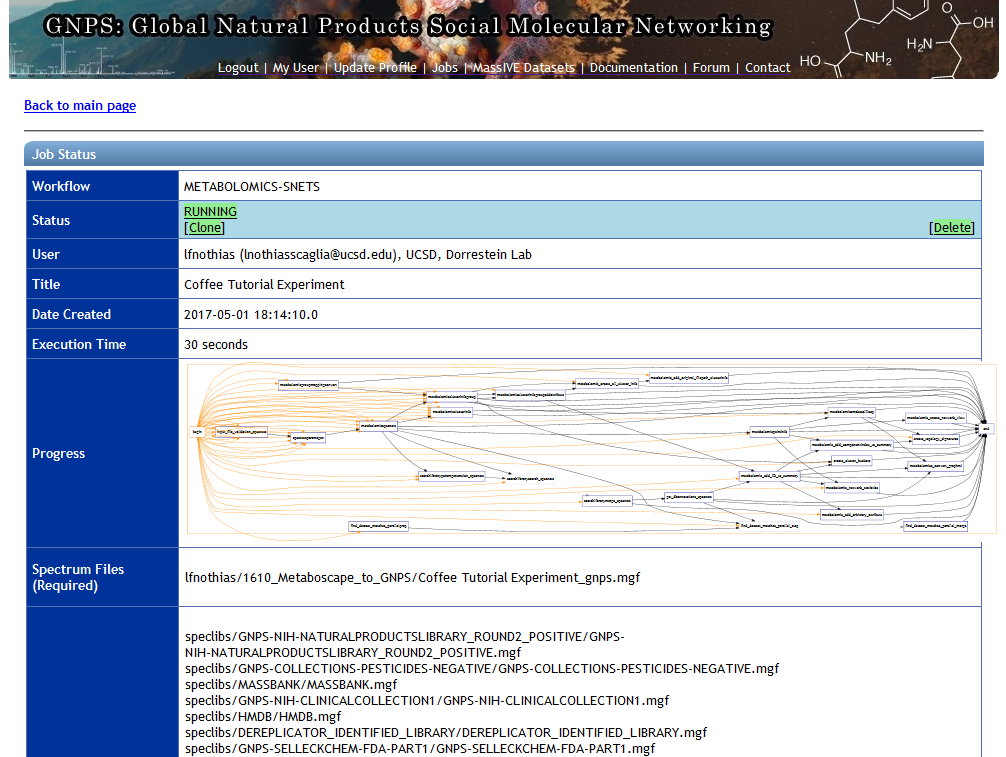 GNPS: Global Natural Products Social Molecular Networking
HO
NH₂
H₂N
O
OH
Logout | My User | Update Profile | Jobs | MassIVE Datasets | Documentation | Forum | Contact
Back to main page
Job Status
Workflow
METABOLOMICS-SNETS
Status
RUNNING
[Clone]
[Delete]
User
lfnothias (lnothiasscaglia@ucsd.edu), UCSD, Dorrestein Lab
Title
Coffee Tutorial Experiment
Date Created
2017-05-01 18:14:10.0
Execution Time
30 seconds
Progress
begin
end
Spectrum Files
(Required)
lfnothias/1610_Metaboscape_to_GNPS/Coffee Tutorial Experiment_gnps.mgf
speclibs/GNPS-NIH-NATURALPRODUCTSLIBRARY_ROUND2_POSITIVE/GNPS-
NIH-NATURALPRODUCTSLIBRARY_ROUND2_POSITIVE.mgf
speclibs/GNPS-COLLECTIONS-PESTICIDES-NEGATIVE/GNPS-COLLECTIONS-PESTICIDES-NEGATIVE.mgf
speclibs/MASSBANK/MASSBANK.mgf
speclibs/GNPS-NIH-CLINICALCOLLECTION1/GNPS-NIH-CLINICALCOLLECTION1.mgf
speclibs/HMDB/HMDB.mgf
speclibs/DEREPLICATOR_IDENTIFIED_LIBRARY/DEREPLICATOR_IDENTIFIED_LIBRARY.mgf
speclibs/GNPS-SELLECKCHEM-FDA-PART1/GNPS-SELLECKCHEM-FDA-PART1.mgf